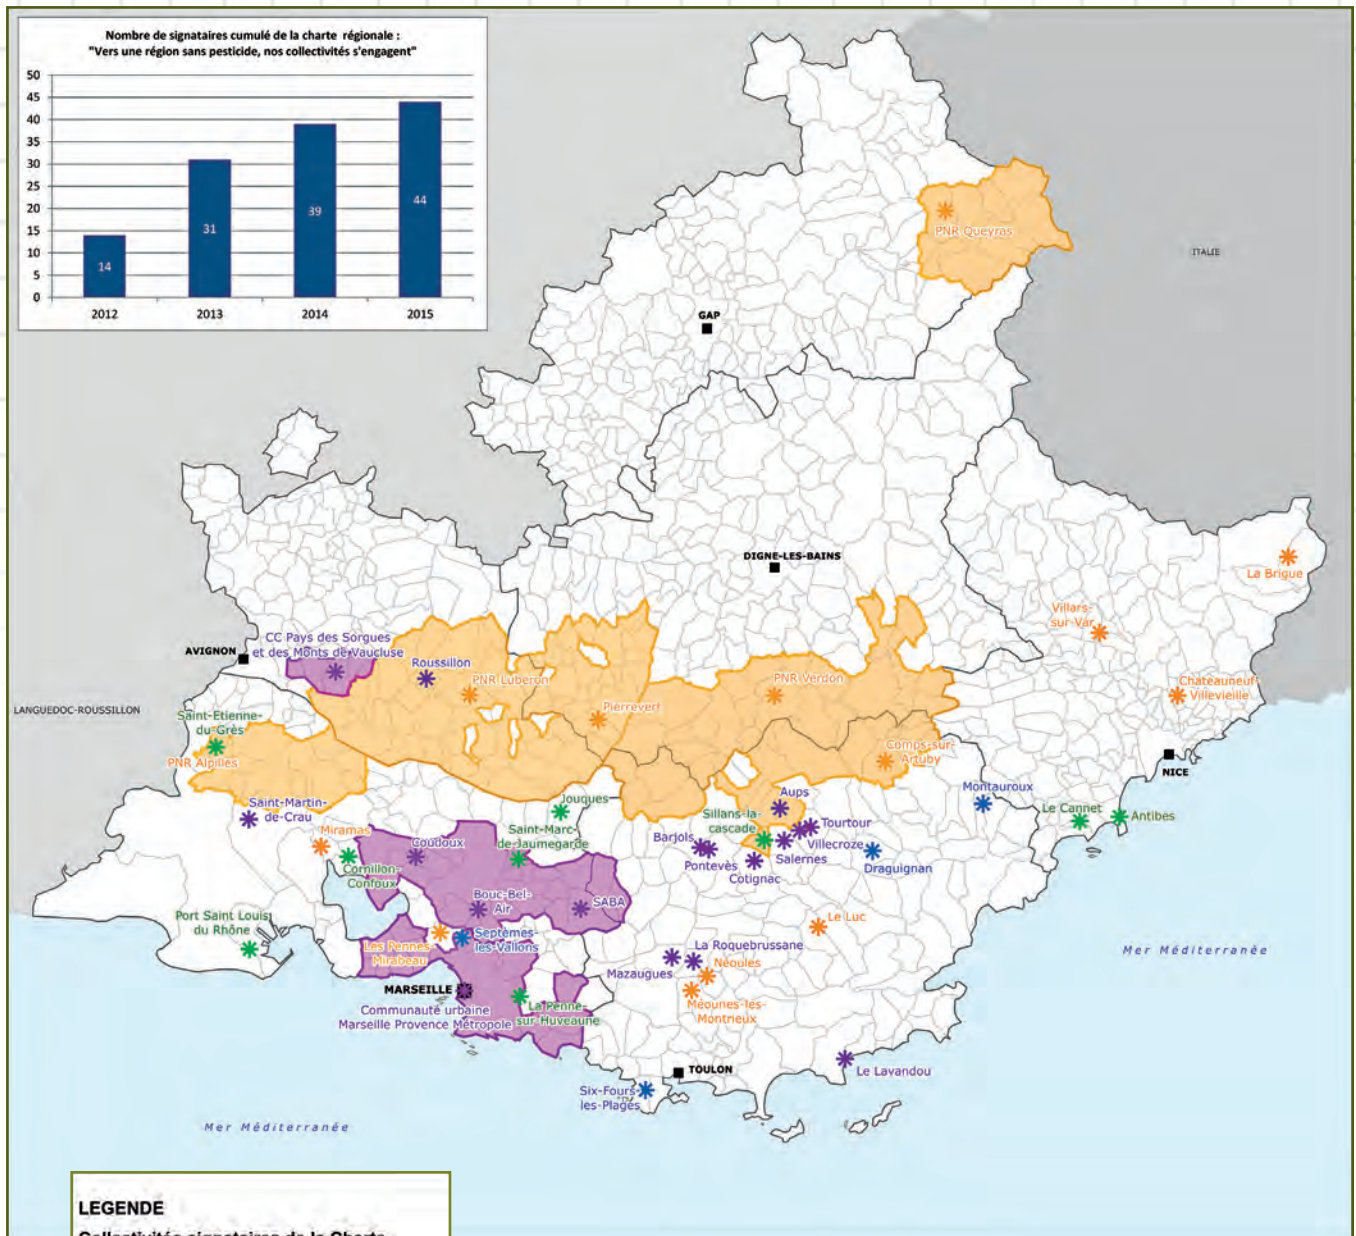 Nombre de signataires cumulé de la charte régionale :
"Vers une région sans pesticide, nos collectivités s'engagent"
50
45
40
35
30
25
20
15
10
5
0
14
31
39
44
2012
2013
2014
2015
PNR Queyras
ITALIE
GAP
DIGNE-LES-BAINS
La Brigue
Villars-
sur-Var
CC Pays des Sorgues
et des Monts de Vaucluse
AVIGNON
Roussillon
PNR Luberon
PNR Verdon
Chateauneuf-
Villevieille
LANGUEDOC-ROUSSILLON
Saint-Etienne-
du-Grès
Pierrevert
PNR Alpilles
Comps-sur-
Artuby
NICE
Saint-Martin-
de-Crau
Jouques
Aups
Montauroux
Le Cannet
Antibes
Miramas
Saint-Marc-
de-Jaumegarde
Sillans-la-
cascade
Tourtour
Barjols
Villecroze
Coudoux
Cornillon-
Confoux
Pontevès
Salernes
Cotignac
Draguignan
Bouc-Bel-
Air
SABA
Port Saint Louis
du Rhône
Le Luc
Septèmes-
les-Vallons
Les Pennes-
Mirabeau
La Roquebrussane
Mer Méditerranée
Mazaugues
Néoules
MARSEILLE
Méounes-les-
Montrieux
Communauté urbaine
Marseille Provence Métropole
La Penne-
sur-Huveaune
TOULON
Le Lavandou
Six-Fours-
les-Plages
Mer Méditerranée
LEGENDE
Collectivités signataires de la Charte